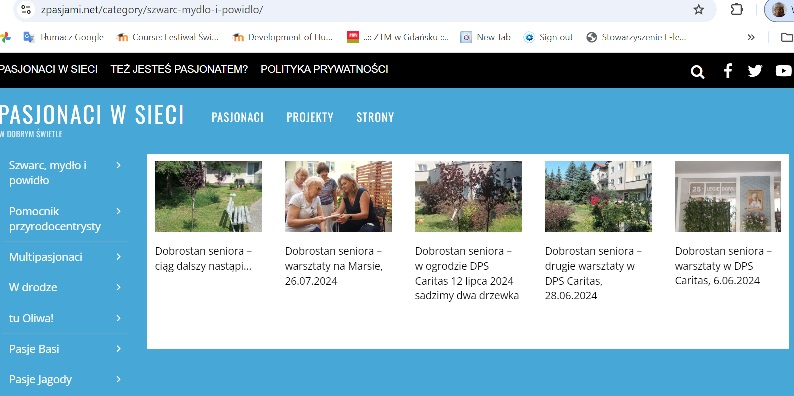 zpasjami.net/category/szwarc-mydlo-i-powidlo/
Tłumacz Google
Course: Festiwal Świ...
Development of Hu...
..:: ZTM w Gdańsku ::..
New Tab
Sign out
Stowarzyszenie E-le...
»
PASJONACI W SIECI
TEŻ JESTEŚ PASJONATEM?
POLITYKA PRYWATNOŚCI
PASJONACI W SIECI
W DOBRYM ŚWIETLE
PASJONACI
PROJEKTY
STRONY
Szwarc, mydło i
powidło
Pomocnik
przyrodocentrysty
Multipasjonaci
W drodze
tu Oliwa!
Pasje Basi
Pasje Jagody
Dobrostan seniora –
ciąg dalszy nastąpi...
Dobrostan seniora –
warsztaty na Marsie,
26.07.2024
Dobrostan seniora –
w ogrodzie DPS
Caritas 12 lipca 2024
sadzimy dwa drzewka
Dobrostan seniora –
drugie warsztaty w
DPS Caritas,
28.06.2024
Dobrostan seniora –
warsztaty w DPS
Caritas, 6.06.2024